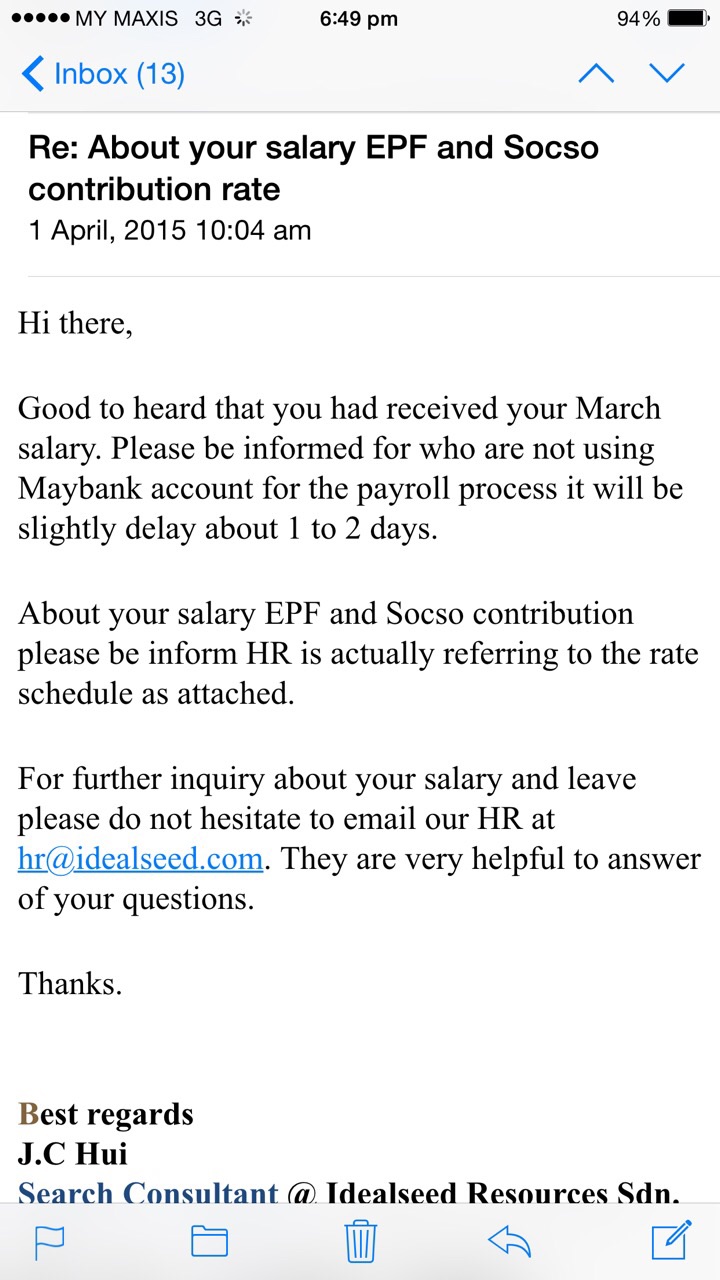 MY MAXIS 3G 6:49 pm 94%
Inbox (13)
Re: About your salary EPF and Socso
contribution rate
1 April, 2015 10:04 am
Hi there,
Good to heard that you had received your March
salary. Please be informed for who are not using
Maybank account for the payroll process it will be
slightly delay about 1 to 2 days.
About your salary EPF and Socso contribution
please be inform HR is actually referring to the rate
schedule as attached.
For further inquiry about your salary and leave
please do not hesitate to email our HR at
hr@idealseed.com. They are very helpful to answer
of your questions.
Thanks.
Best regards
J.C Hui
Search Consultant @ Idealseed Resources Sdn.